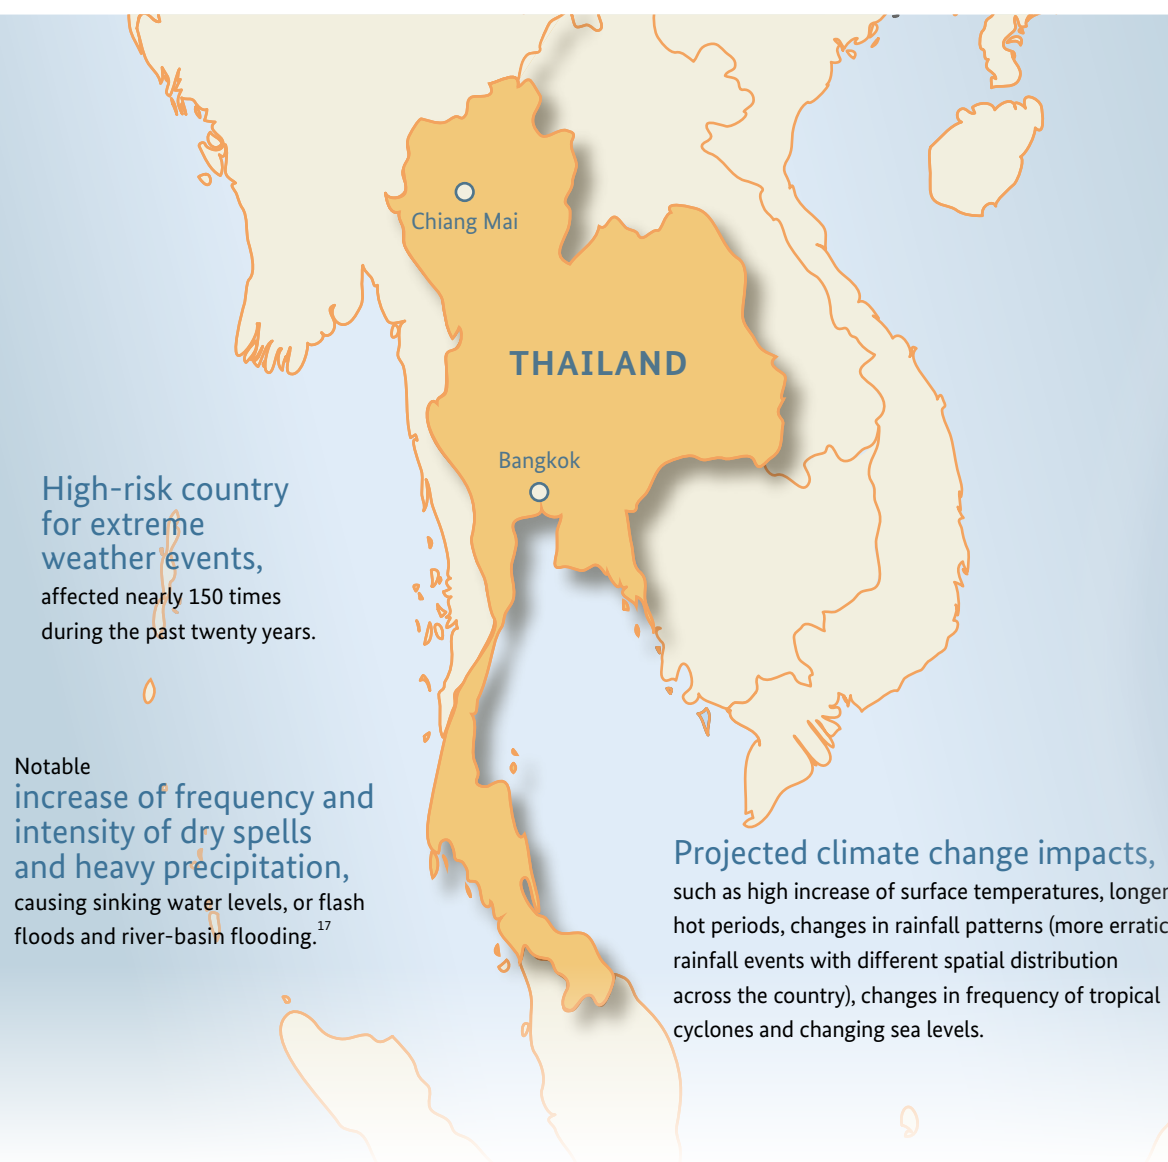 Chiang Mai
THAILAND
Bangkok
High-risk country
for extreme
weather events,
affected nearly 150 times
during the past twenty years.
Notable
increase of frequency and
intensity of dry spells
and heavy precipitation,
causing sinking water levels, or flash
floods and river-basin flooding.17
Projected climate change impacts,
such as high increase of surface temperatures, longer
hot periods, changes in rainfall patterns (more erratic
rainfall events with different spatial distribution
across the country), changes in frequency of tropical
cyclones and changing sea levels.